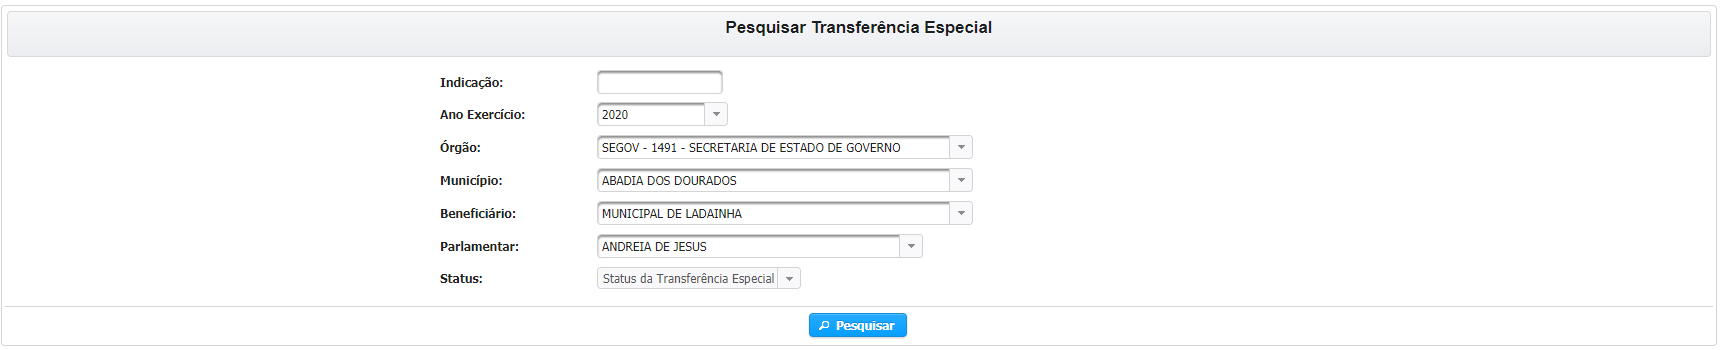 Pesquisar Transferência Especial
Indicação:
Ano Exercício: 2020
Órgão: SEGOV - 1491 - SECRETARIA DE ESTADO DE GOVERNO
Município: ABADIA DOS DOURADOS
Beneficiário: MUNICIPAL DE LADAINHA
Parlamentar: ANDREIA DE JESUS
Status: Status da Transferência Especial
Pesquisar